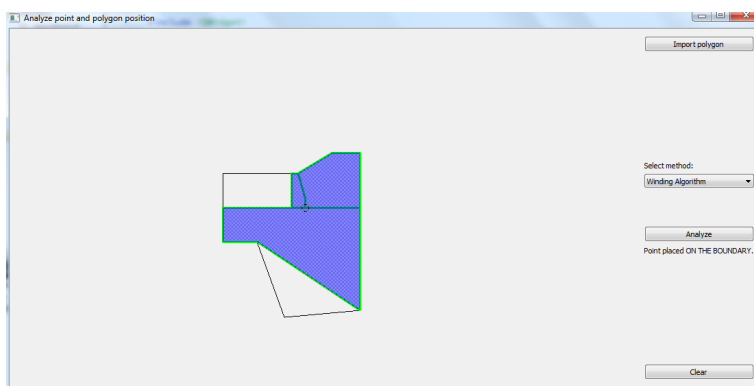 Analyze point and polygon position
Import polygon
Select method:
Winding Algorithm
Analyze
Point placed ON THE BOUNDARY.
Clear